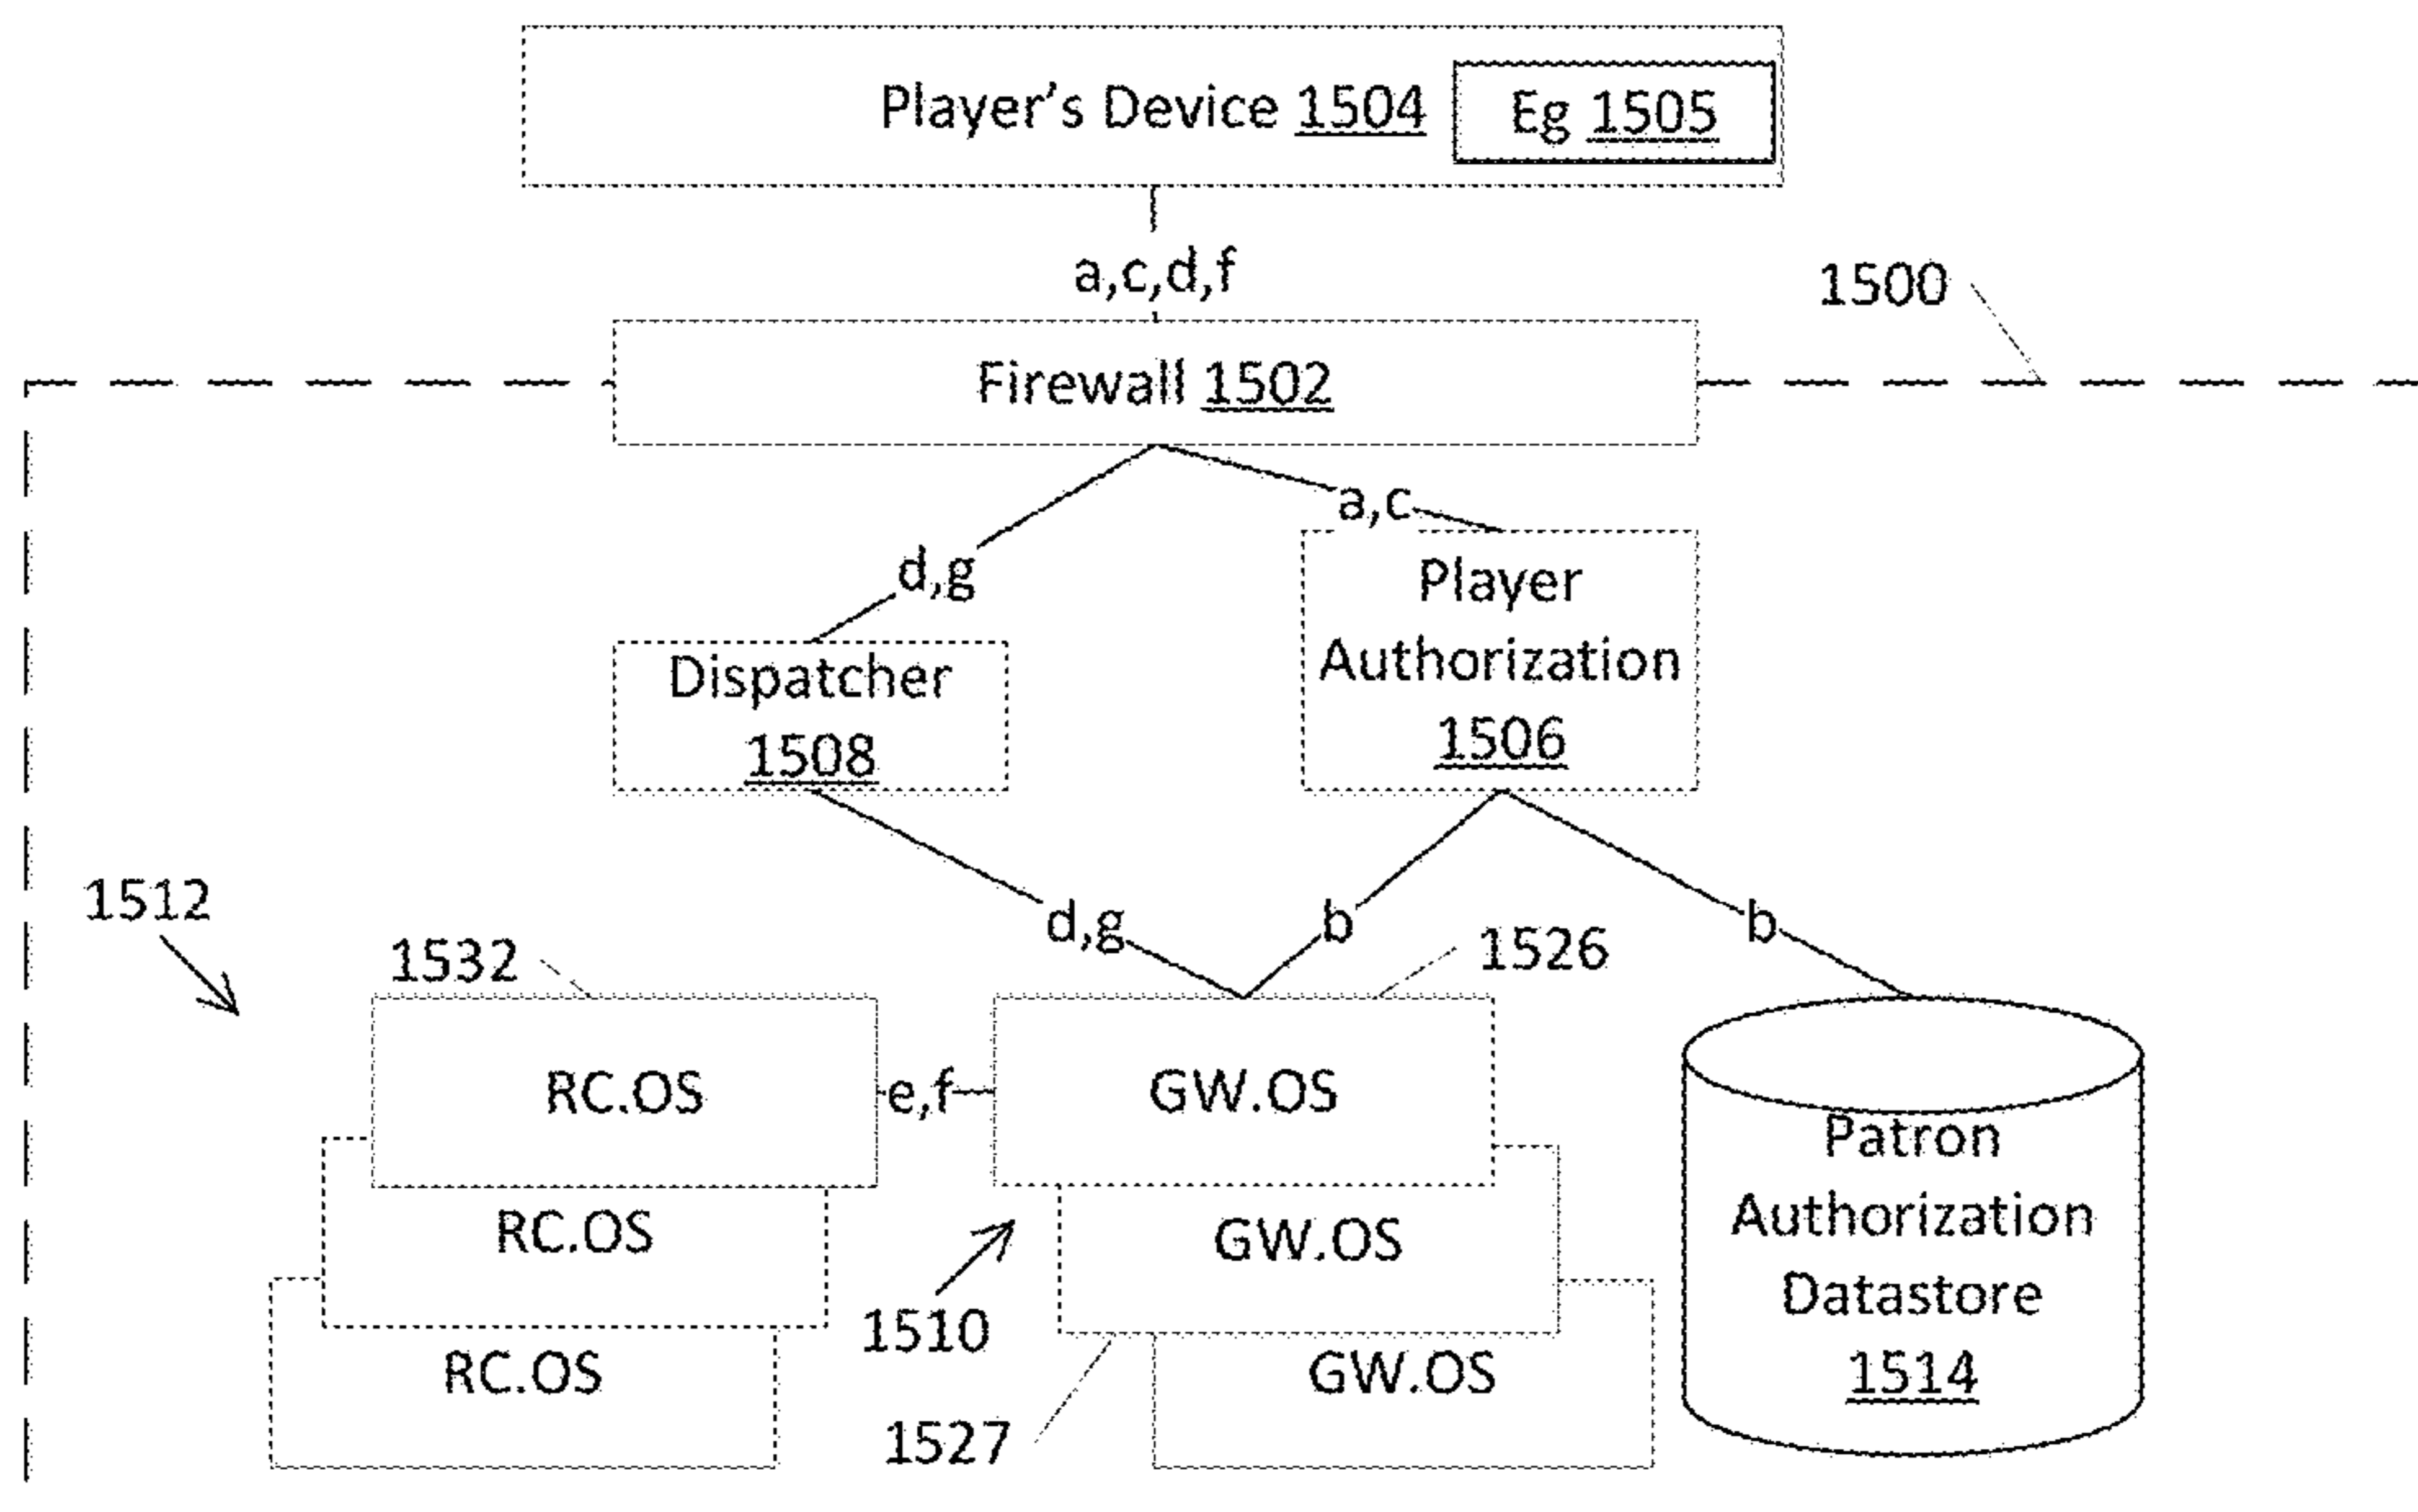 Player's Device 1504
Eg 1505
a,c,d,f
1500
Firewall 1502
a,c
d,g
Player
Authorization
1506
Dispatcher
1508
1512
1532
d,g
b
1526
b
RC.OS
e,f
GW.OS
Patron
Authorization
Datastore
1514
RC.OS
GW.OS
1510
RC.OS
GW.OS
1527